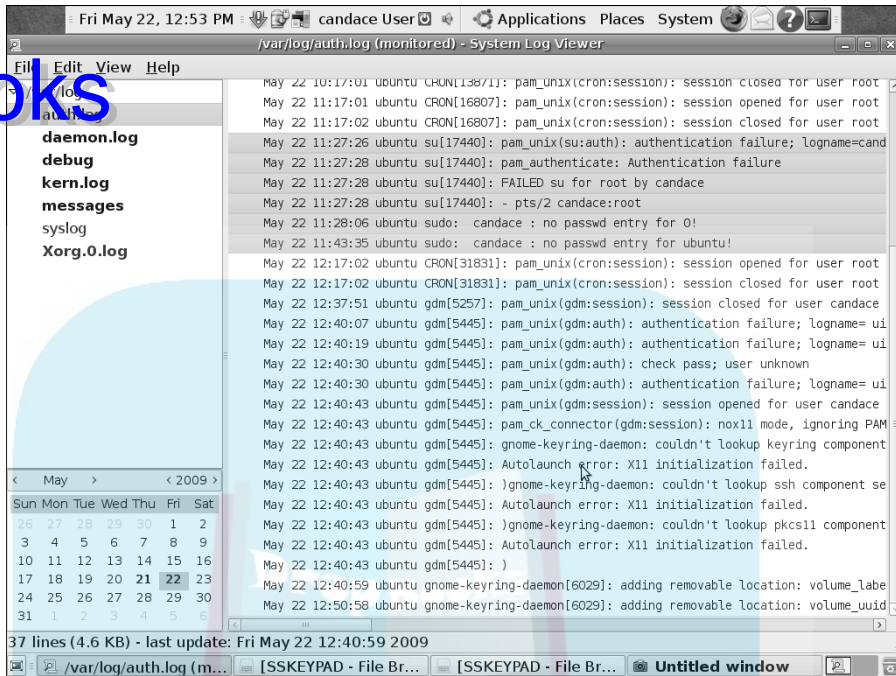 Fri May 22, 12:53 PM candace User Applications Places System
/var/log/auth.log (monitored) - System Log Viewer
File Edit View Help
oks
auth.log
daemon.log
debug
kern.log
messages
syslog
Xorg.0.log
May 22 10:17:01 ubuntu CRON[13871]: pam_unix(cron:session): session closed for user root
May 22 11:17:01 ubuntu CRON[16807]: pam_unix(cron:session): session opened for user root
May 22 11:17:02 ubuntu CRON[16807]: pam_unix(cron:session): session closed for user root
May 22 11:27:26 ubuntu su[17440]: pam_unix(su:auth): authentication failure; logname=cand
May 22 11:27:28 ubuntu su[17440]: pam_authenticate: Authentication failure
May 22 11:27:28 ubuntu su[17440]: FAILED su for root by candace
May 22 11:27:28 ubuntu su[17440]: - pts/2 candace:root
May 22 11:28:06 ubuntu sudo: candace : no passwd entry for 0!
May 22 11:43:35 ubuntu sudo: candace : no passwd entry for ubuntu!
May 22 12:17:02 ubuntu CRON[31831]: pam_unix(cron:session): session opened for user root
May 22 12:17:02 ubuntu CRON[31831]: pam_unix(cron:session): session closed for user root
May 22 12:37:51 ubuntu gdm[5257]: pam_unix(gdm:session): session closed for user candace
May 22 12:40:07 ubuntu gdm[5445]: pam_unix(gdm:auth): authentication failure; logname= ui
May 22 12:40:19 ubuntu gdm[5445]: pam_unix(gdm:auth): authentication failure; logname= ui
May 22 12:40:30 ubuntu gdm[5445]: pam_unix(gdm:auth): check pass; user unknown
May 22 12:40:30 ubuntu gdm[5445]: pam_unix(gdm:auth): authentication failure; logname= ui
May 22 12:40:43 ubuntu gdm[5445]: pam_unix(gdm:session): session opened for user candace
May 22 12:40:43 ubuntu gdm[5445]: pam_ck_connector(gdm:session): nox11 mode, ignoring PAM
May 22 12:40:43 ubuntu gdm[5445]: gnome-keyring-daemon: couldn't lookup keyring component
May 22 12:40:43 ubuntu gdm[5445]: Autolaunch error: X11 initialization failed.
May 22 12:40:43 ubuntu gdm[5445]: )gnome-keyring-daemon: couldn't lookup ssh component se
May 22 12:40:43 ubuntu gdm[5445]: Autolaunch error: X11 initialization failed.
May 22 12:40:43 ubuntu gdm[5445]: )gnome-keyring-daemon: couldn't lookup pkcs11 component
May 22 12:40:43 ubuntu gdm[5445]: Autolaunch error: X11 initialization failed.
May 22 12:40:43 ubuntu gdm[5445]: )
May 22 12:40:59 ubuntu gnome-keyring-daemon[6029]: adding removable location: volume_labe
May 22 12:50:58 ubuntu gnome-keyring-daemon[6029]: adding removable location: volume_uuid
< May > < 2009 >
Sun Mon Tue Wed Thu Fri Sat
26 27 28 29 30 1 2
3 4 5 6 7 8 9
10 11 12 13 14 15 16
17 18 19 20 21 22 23
24 25 26 27 28 29 30
31 1 2 3 4 5 6
37 lines (4.6 KB) - last update: Fri May 22 12:40:59 2009
/var/log/auth.log (m... [SSKEYPAD - File Br... [SSKEYPAD - File Br... Untitled window